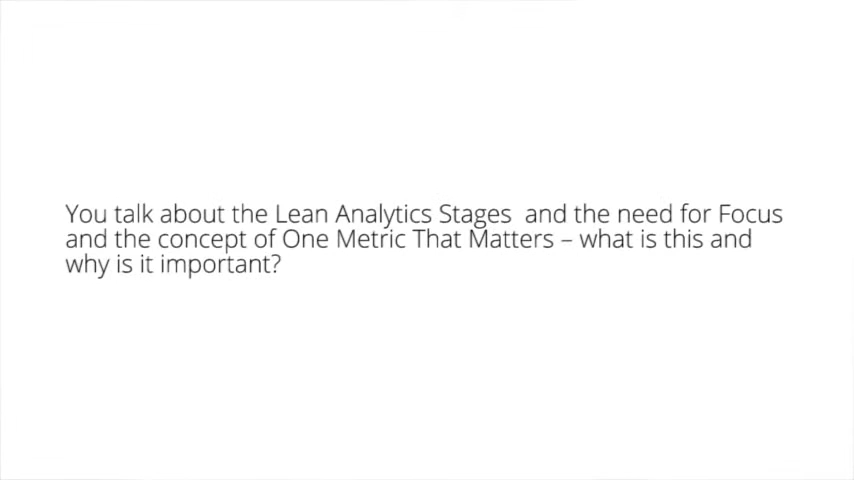 You talk about the Lean Analytics Stages  and the need for Focus
and the concept of One Metric That Matters – what is this and
why is it important?